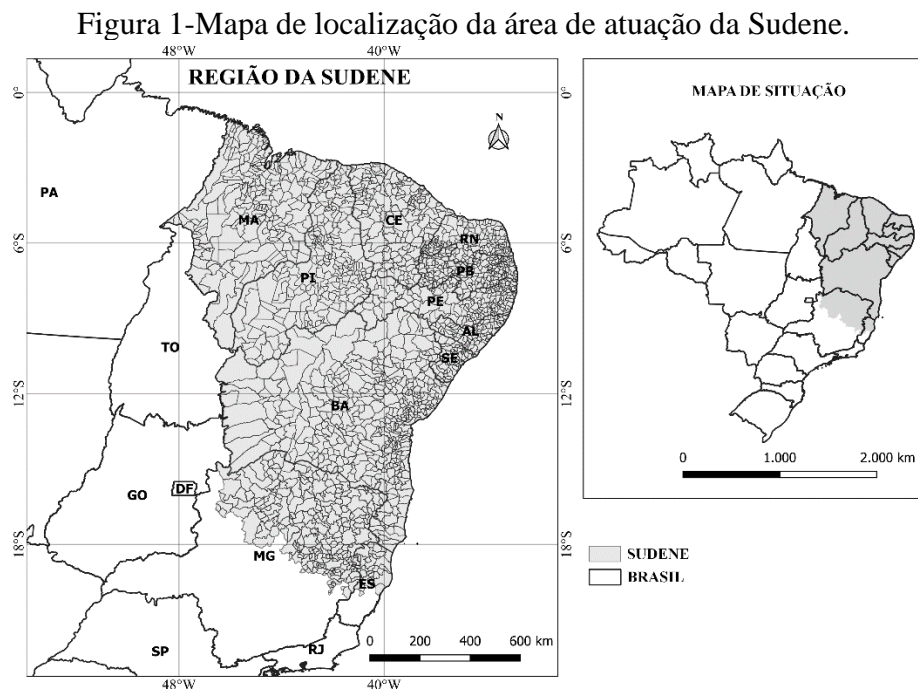 Figura 1-Mapa de localização da área de atuação da Sudene.
48°W
40°W
REGIÃO DA SUDENE
N
0°
0°
6°S
6°S
12°S
12°S
18°S
18°S
PA
MA
CE
RN
PB
PI
PE
AL
SE
TO
BA
GO
DF
MG
ES
SP
RJ
0 200 400 600 km
48°W
40°W
MAPA DE SITUAÇÃO
0 1.000 2.000 km
SUDENE
BRASIL